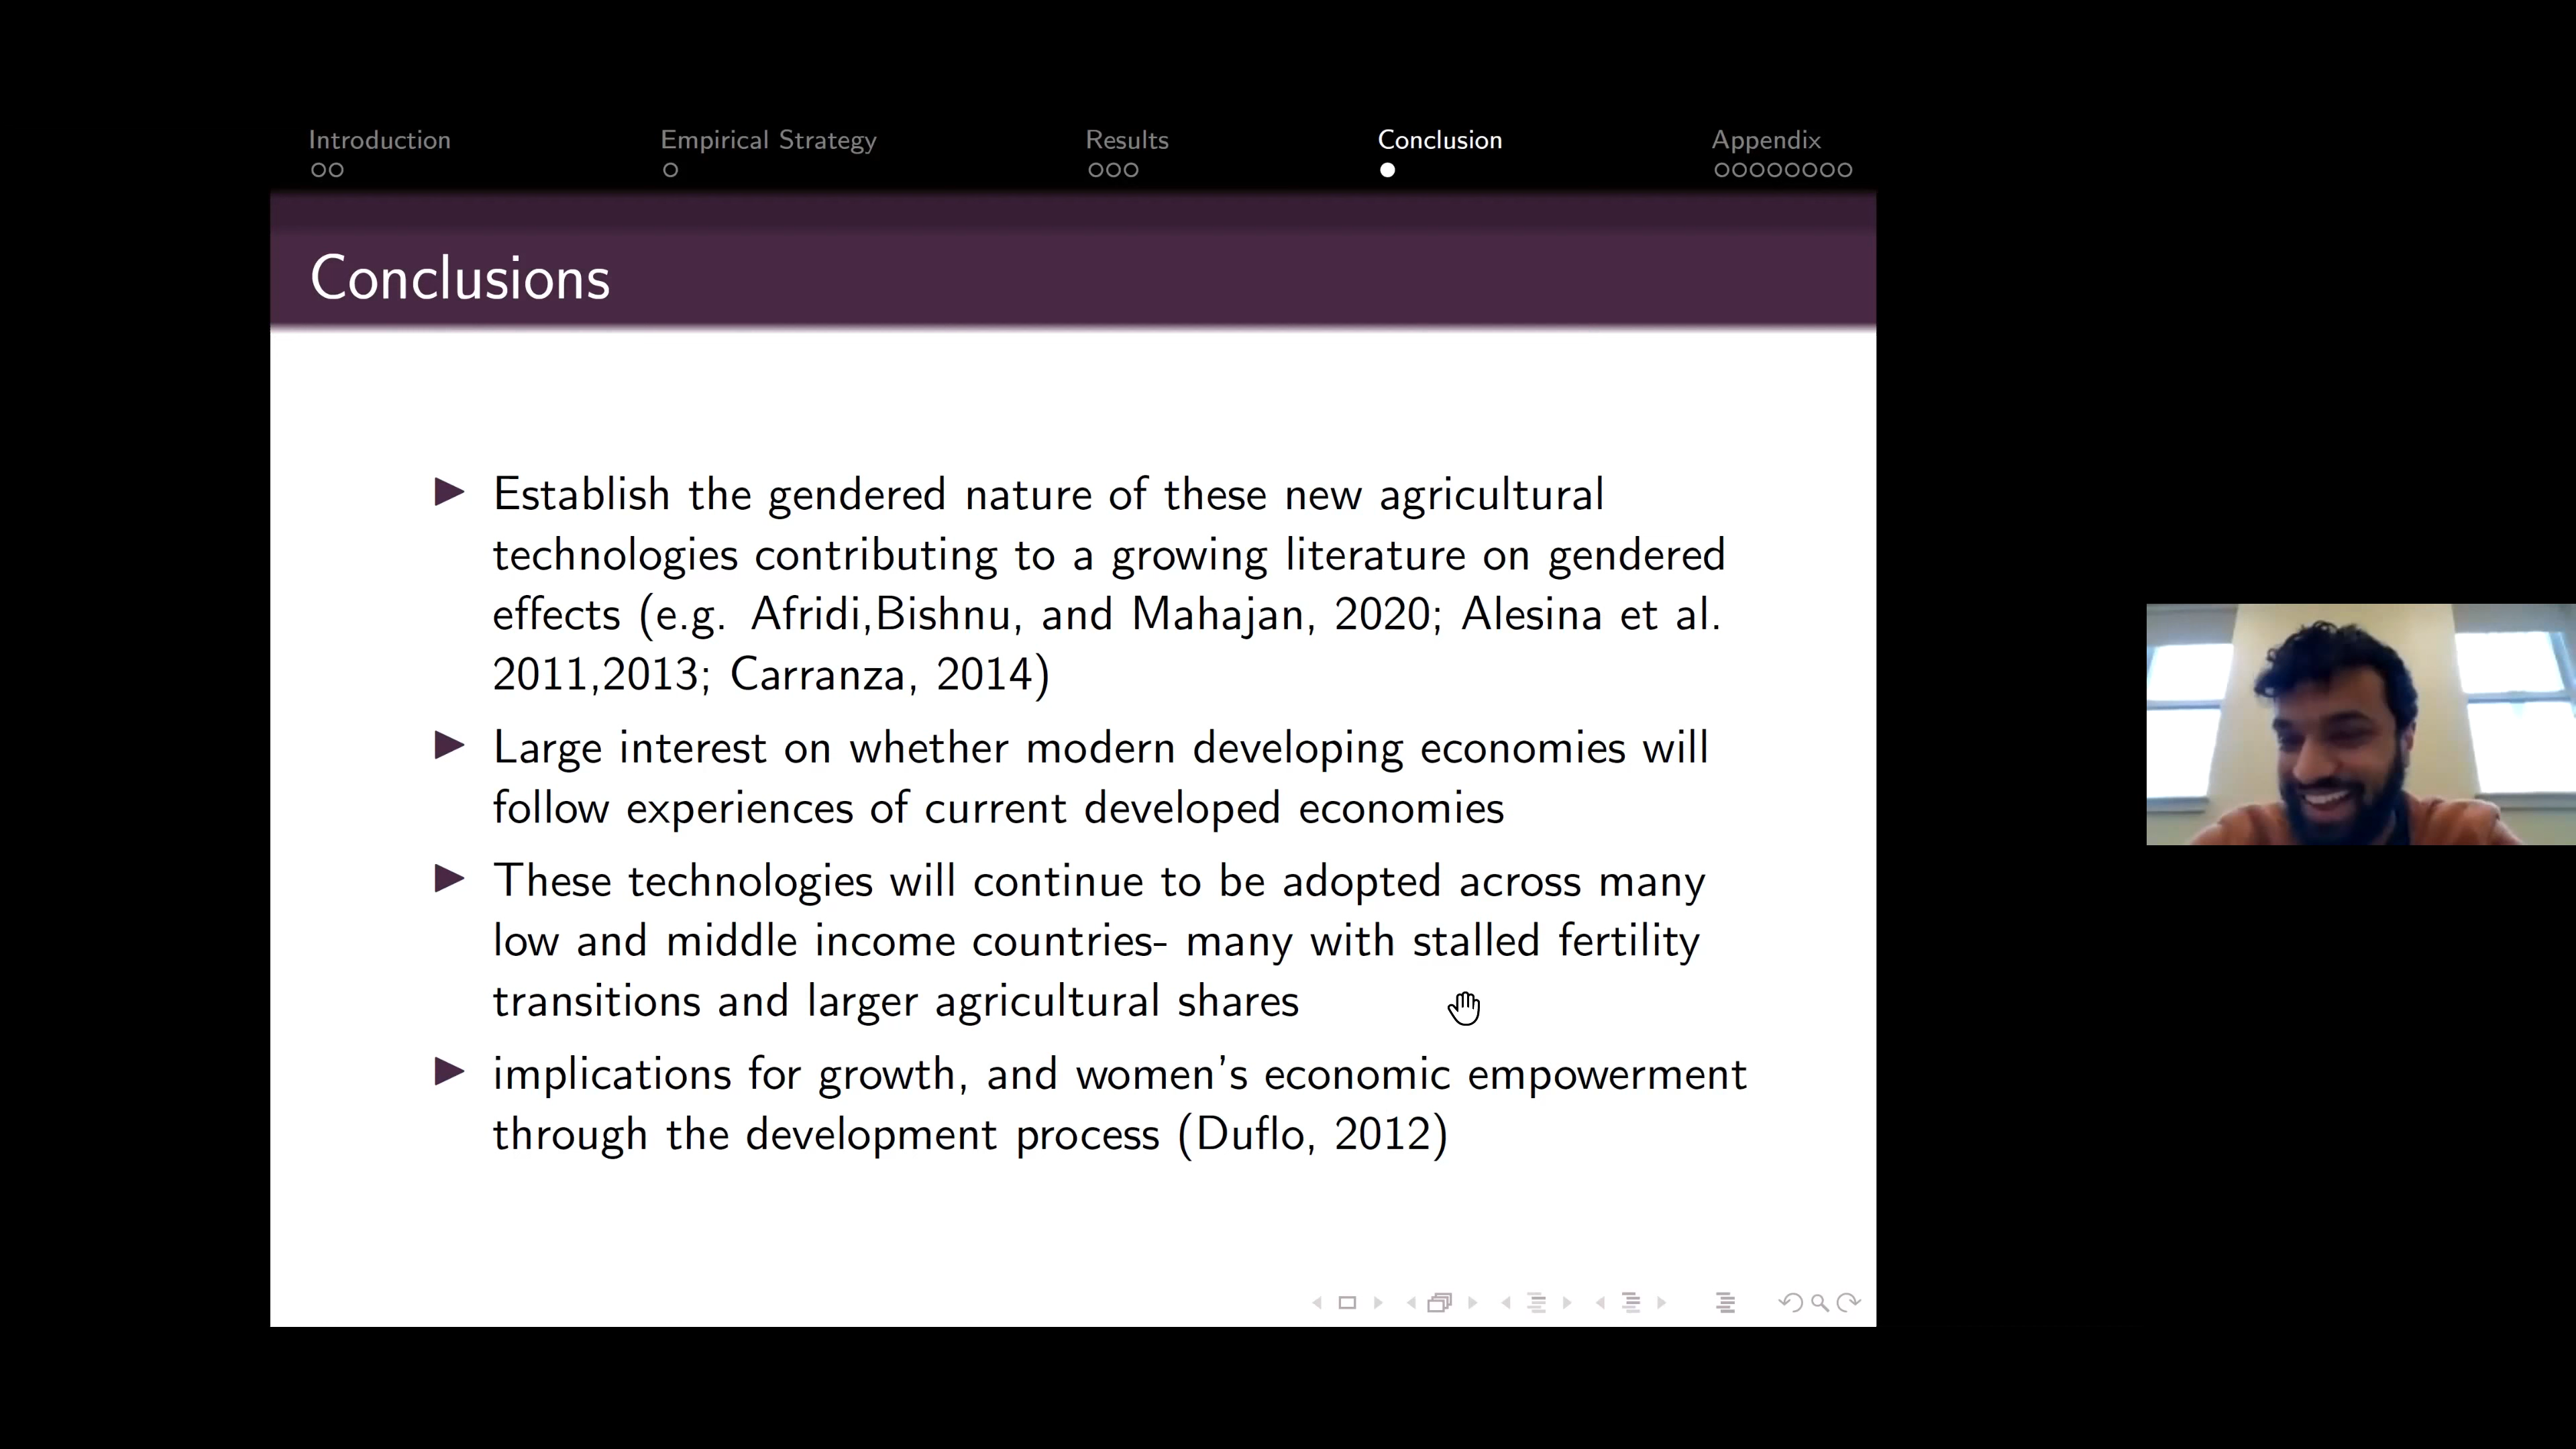 Introduction Empirical Strategy Results Conclusion Appendix
Conclusions
Establish the gendered nature of these new agricultural
technologies contributing to a growing literature on gendered
effects (e.g. Afridi,Bishnu, and Mahajan, 2020; Alesina et al.
2011,2013; Carranza, 2014)
Large interest on whether modern developing economies will
follow experiences of current developed economies
These technologies will continue to be adopted across many
low and middle income countries- many with stalled fertility
transitions and larger agricultural shares
implications for growth, and women's economic empowerment
through the development process (Duflo, 2012)